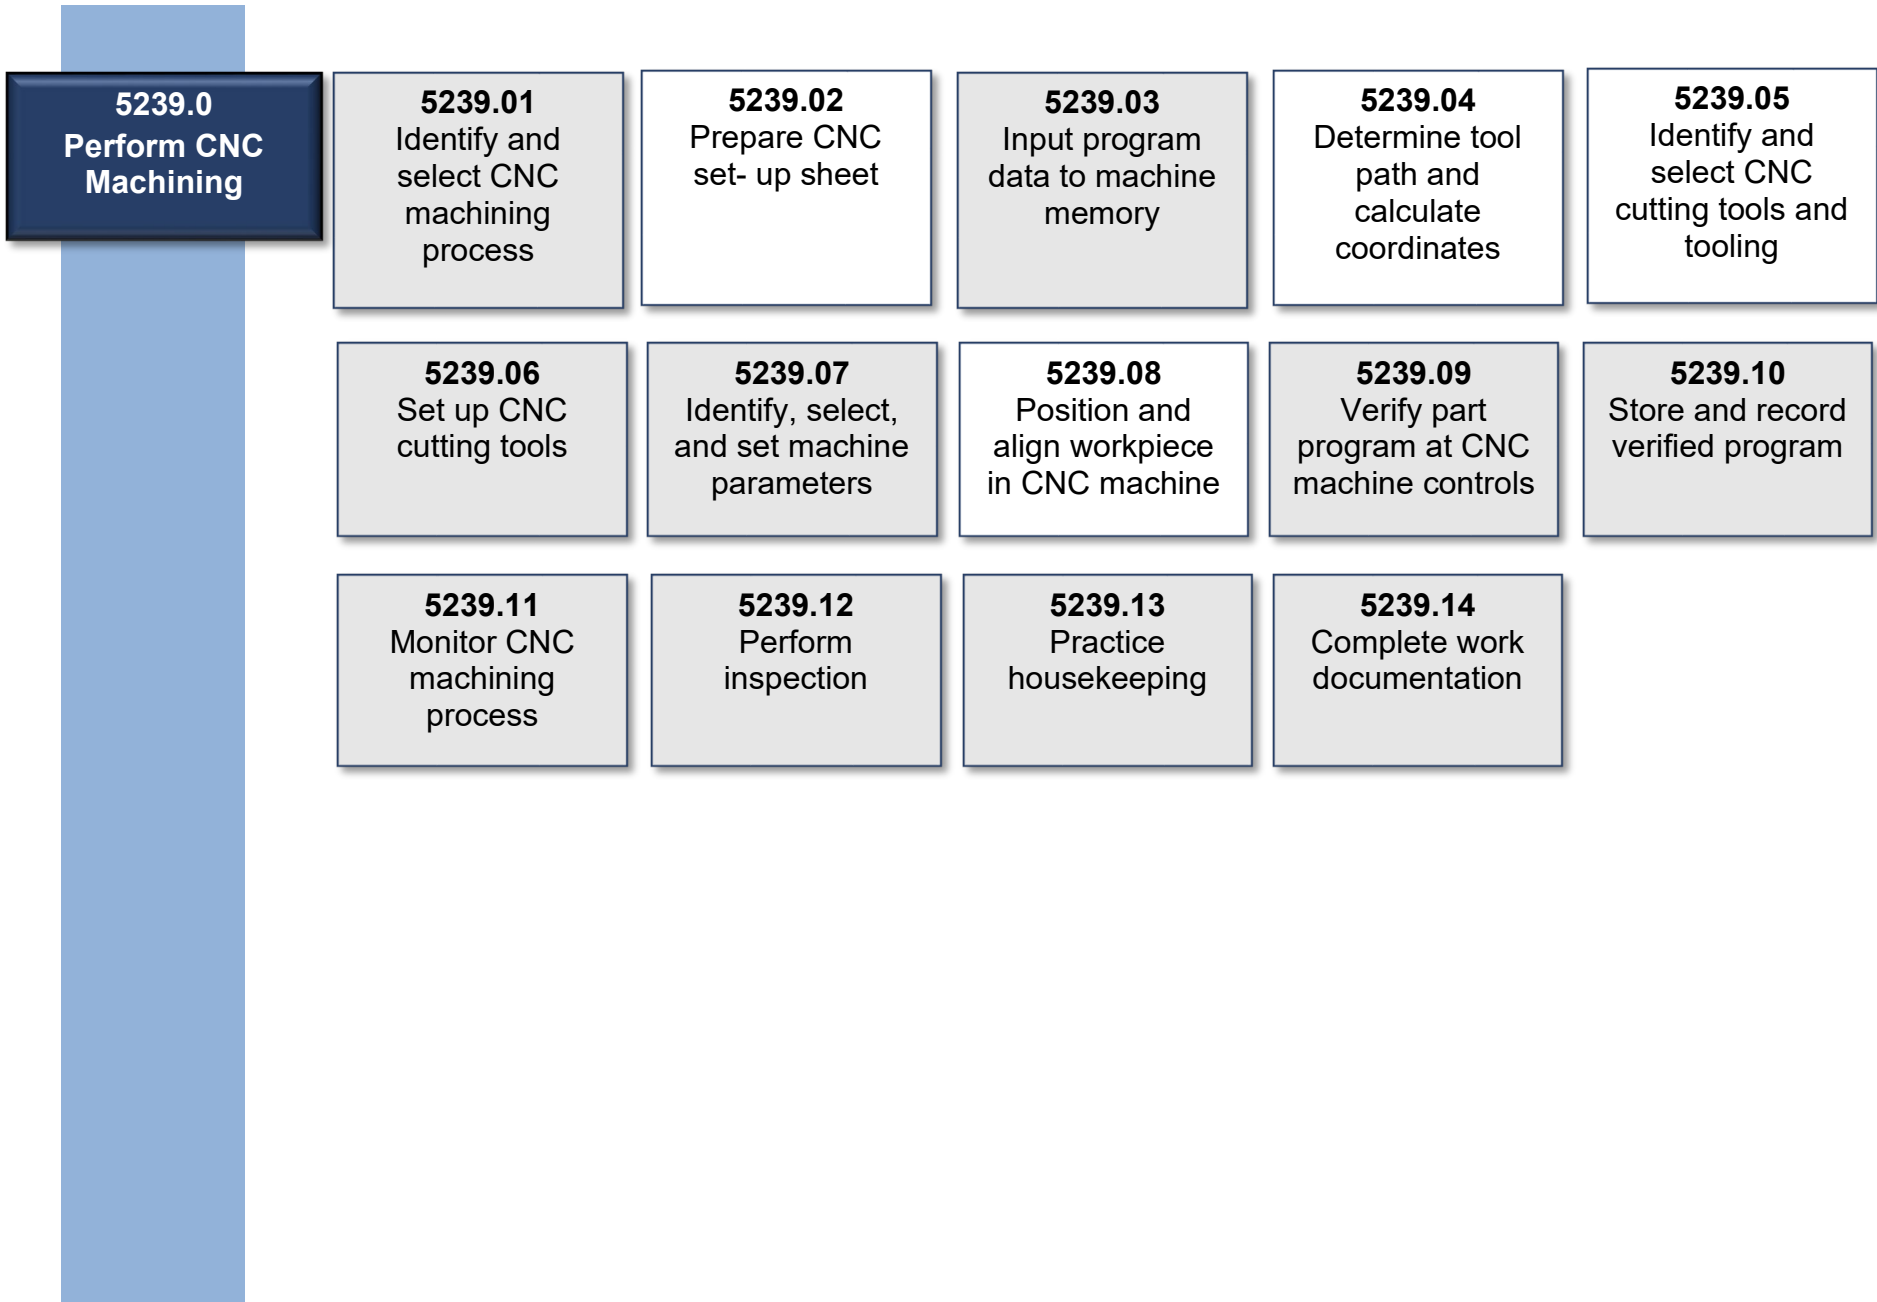 5239.0
Perform CNC
Machining
5239.01
Identify and
select CNC
machining
process
5239.02
Prepare CNC
set- up sheet
5239.03
Input program
data to machine
memory
5239.04
Determine tool
path and
calculate
coordinates
5239.05
Identify and
select CNC
cutting tools and
tooling
5239.06
Set up CNC
cutting tools
5239.07
Identify, select,
and set machine
parameters
5239.08
Position and
align workpiece
in CNC machine
5239.09
Verify part
program at CNC
machine controls
5239.10
Store and record
verified program
5239.11
Monitor CNC
machining
process
5239.12
Perform
inspection
5239.13
Practice
housekeeping
5239.14
Complete work
documentation